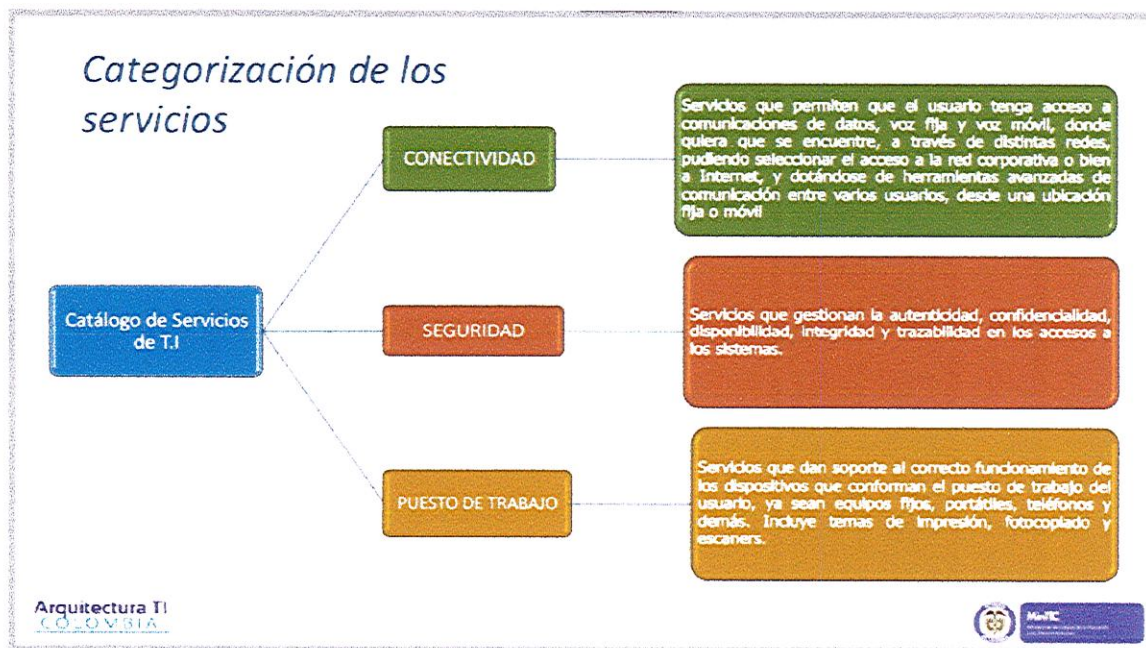 Categorización de los
servicios
CONECTIVIDAD
Servicios que permiten que el usuario tenga acceso a
comunicaciones de datos, voz fija y voz móvil, donde
quiera que se encuentre, a través de distintas redes,
pudiendo seleccionar el acceso a la red corporativa o bien
a Internet, y dotándose de herramientas avanzadas de
comunicación entre varios usuarios, desde una ubicación
fija o móvil
Catálogo de Servicios
de T.I
SEGURIDAD
Servicios que gestionan la autenticidad, confidencialidad,
disponibilidad, integridad y trazabilidad en los accesos a
los sistemas.
PUESTO DE TRABAJO
Servicios que dan soporte al correcto funcionamiento de
los dispositivos que conforman el puesto de trabajo del
usuario, ya sean equipos fijos, portátiles, teléfonos y
demás. Incluye temas de impresión, fotocopiado y
escaners.
Arquitectura TI
COLOMBIA
MinTIC